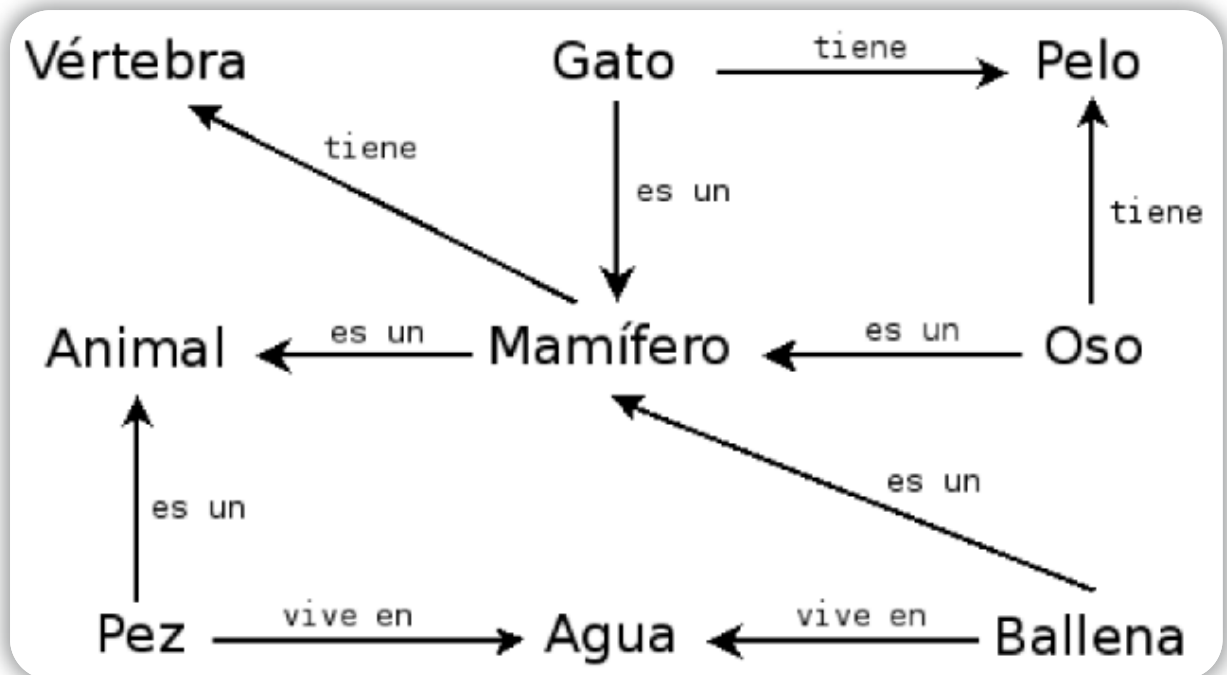 Vértebra
Gato
tiene
Pelo
tiene
es un
tiene
Animal
es un
Mamífero
es un
Oso
es un
es un
Pez
vive en
Agua
vive en
Ballena